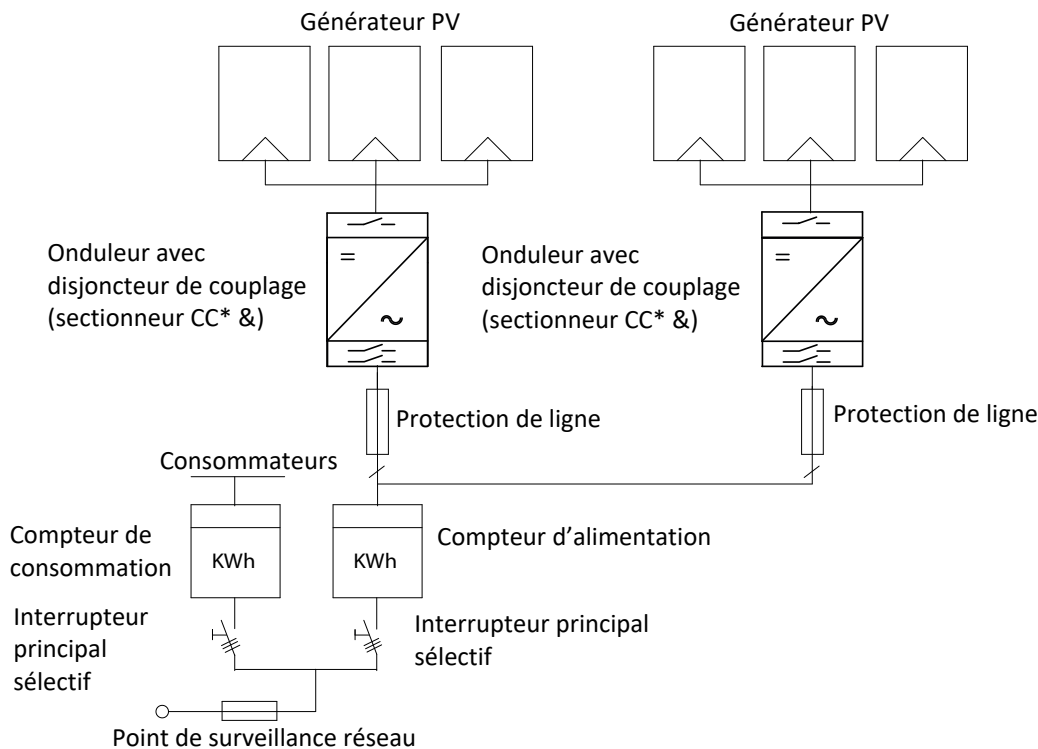 Générateur PV
Générateur PV
Onduleur avec
disjoncteur de couplage
(sectionneur CC* &)
Onduleur avec
disjoncteur de couplage
(sectionneur CC* &)
Protection de ligne
Protection de ligne
Consommateurs
Compteur de
consommation
KWh
KWh
Compteur d’alimentation
Interrupteur
principal
sélectif
Interrupteur principal
sélectif
Point de surveillance réseau